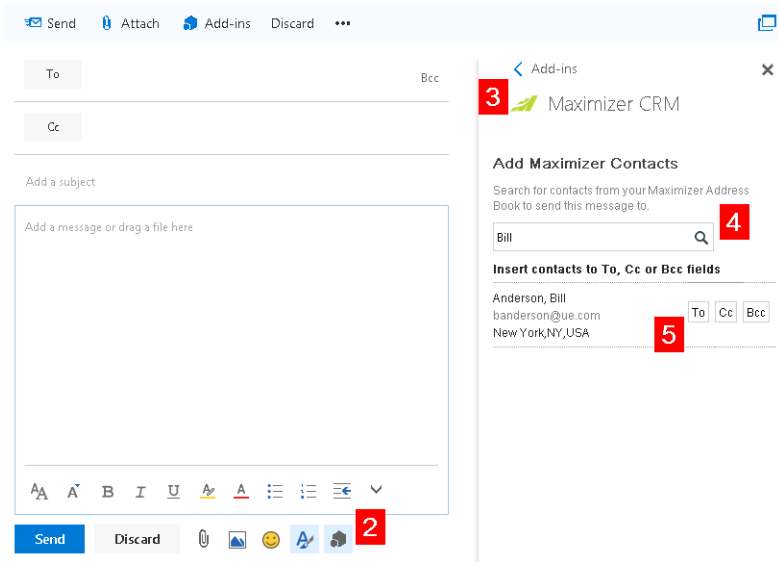 Send Attach Add-ins Discard •••
To
Bcc
Cc
Add a subject
Add a message or drag a file here
B I U A
Send Discard
2
Add-ins
3
Maximizer CRM
Add Maximizer Contacts
Search for contacts from your Maximizer Address
Book to send this message to.
4
Bill
Insert contacts to To, Cc or Bcc fields
Anderson, Bill
banderson@ue.com
New York,NY,USA
To Cc Bcc
5